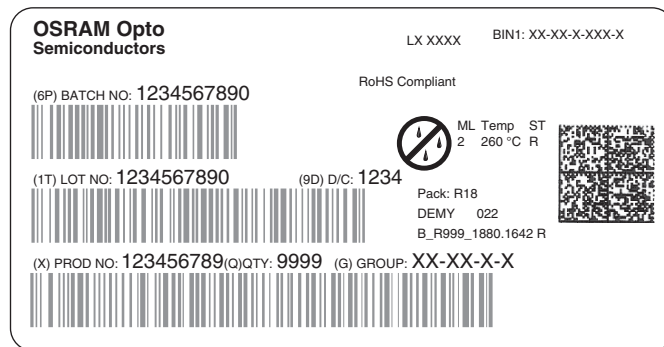 OSRAM Opto
Semiconductors
LX XXXX
BIN1: XX-XX-X-XXX-X
RoHS Compliant
(6P) BATCH NO: 1234567890
ML Temp ST
2 260 °C R
(1T) LOT NO: 1234567890
(9D) D/C: 1234
Pack: R18
DEMY 022
B_R999_1880.1642 R
(X) PROD NO: 123456789(Q)QTY: 9999 (G) GROUP: XX-XX-X-X